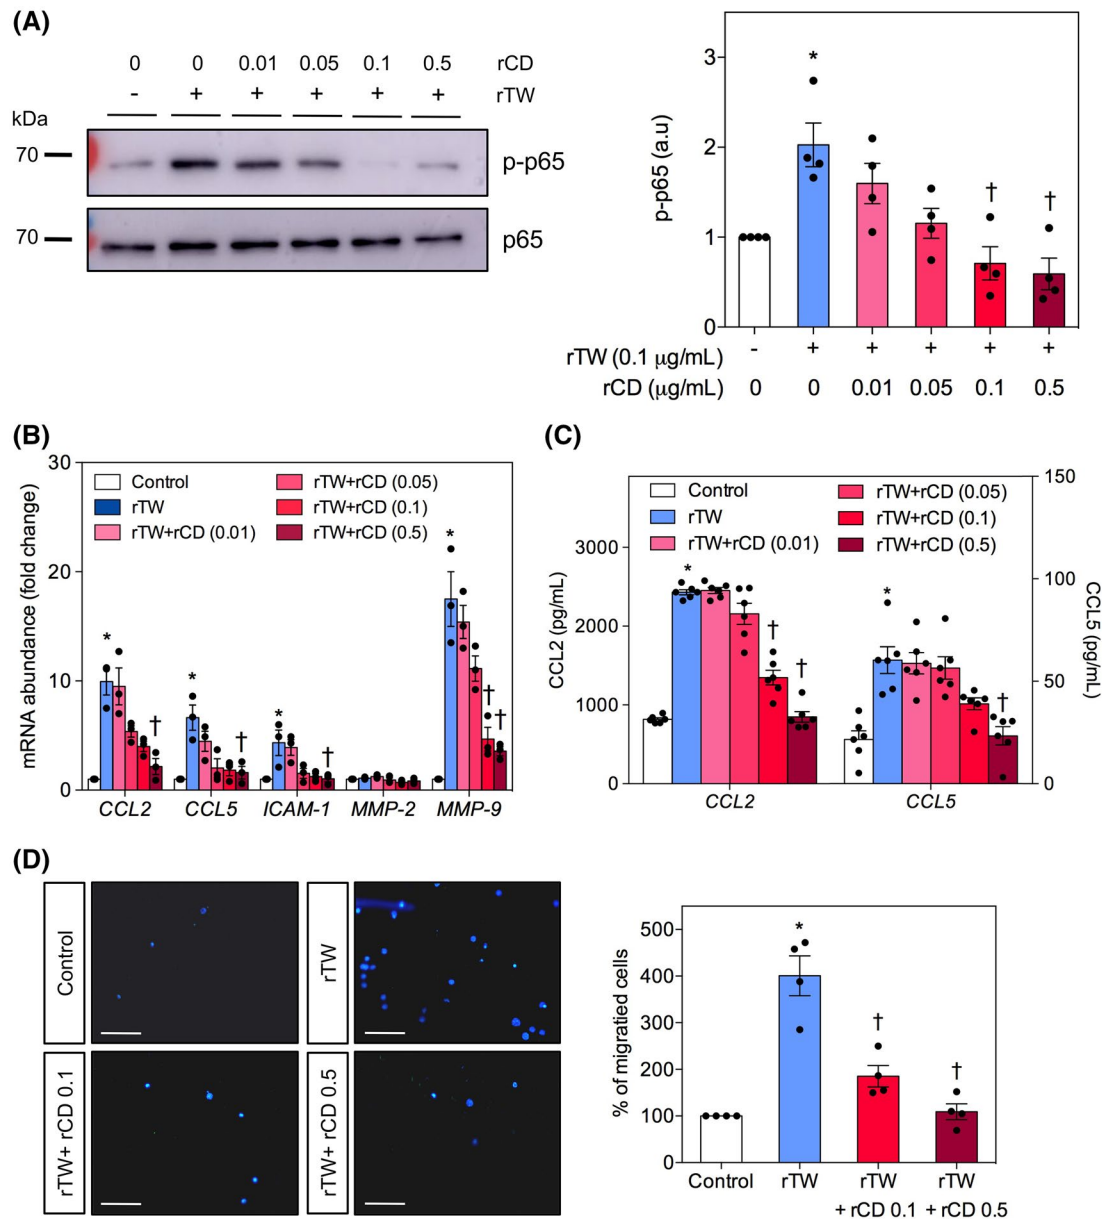 (A)
0 0 0.01 0.05 0.1 0.5 rCD
- + + + + + rTW
kDa
70 p-p65
70 p65
p-p65 (a.u)
3
2
1
0
*
†
†
rTW (0.1 µg/mL) - + + + + +
rCD (µg/mL) 0 0 0.01 0.05 0.1 0.5
(B)
mRNA abundance (fold change)
30
20
10
0
Control
rTW
rTW+rCD (0.01)
rTW+rCD (0.05)
rTW+rCD (0.1)
rTW+rCD (0.5)
*
†
*
†
*
†
*
†
†
CCL2 CCL5 ICAM-1 MMP-2 MMP-9
(C)
CCL2 (pg/mL)
3000
2000
1000
0
Control
rTW
rTW+rCD (0.01)
rTW+rCD (0.05)
rTW+rCD (0.1)
rTW+rCD (0.5)
*
†
†
*
†
150
100
50
0
CCL5 (pg/mL)
CCL2 CCL5
(D)
Control
rTW
rTW+ rCD 0.1
rTW+ rCD 0.5
% of migratied cells
500
400
300
200
100
0
*
†
†
Control rTW rTW rTW
+ rCD 0.1 + rCD 0.5